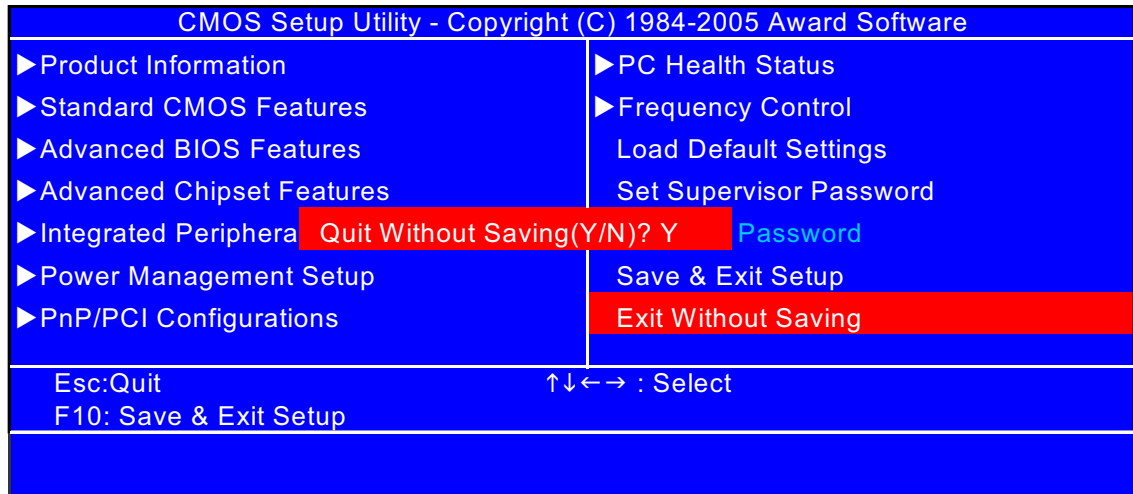 CMOS Setup Utility - Copyright (C) 1984-2005 Award Software
▶Product Information
▶Standard CMOS Features
▶Advanced BIOS Features
▶Advanced Chipset Features
▶Integrated Periphera
▶Power Management Setup
▶PnP/PCI Configurations
▶PC Health Status
▶Frequency Control
Load Default Settings
Set Supervisor Password
Password
Save & Exit Setup
Exit Without Saving
Quit Without Saving(Y/N)? Y
Esc:Quit
↑↓←→ : Select
F10: Save & Exit Setup